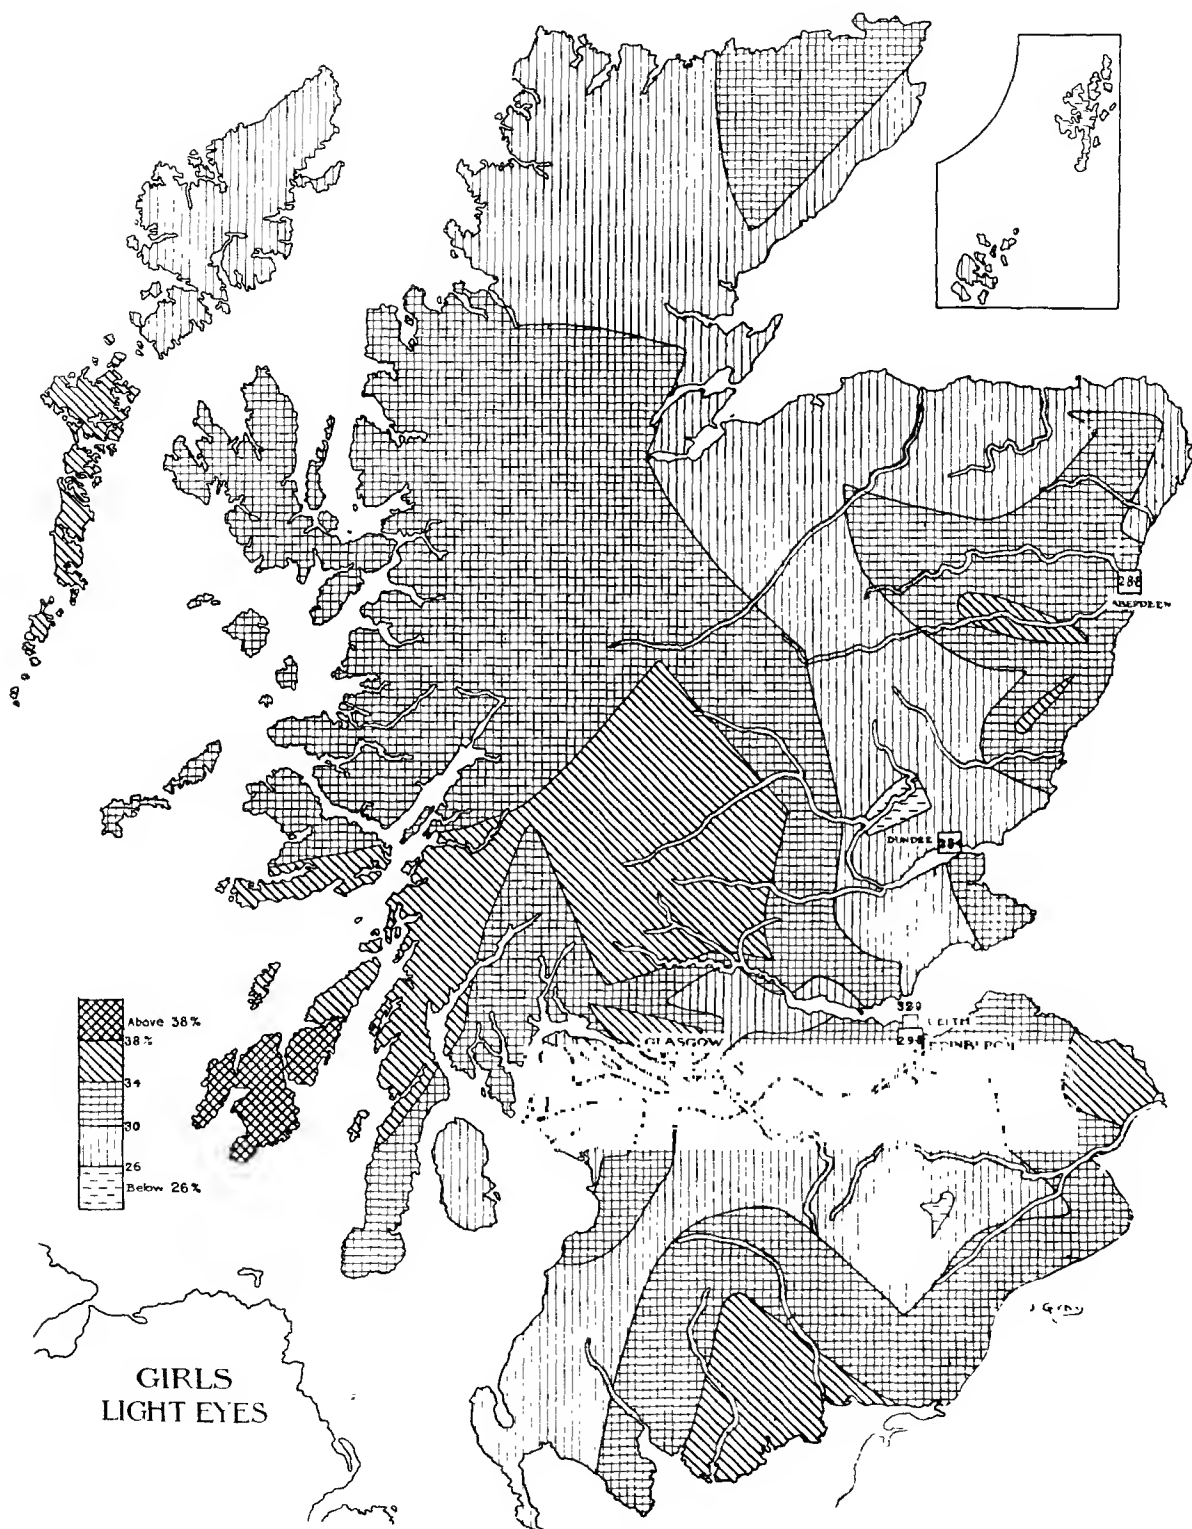 288
ABERDEEN
DUNDEE
284
329
LEITH
GLASGOW
EDINBURGH
Above 38%
38%
34
30
26
Below 26%
J Gray
GIRLS
LIGHT EYES